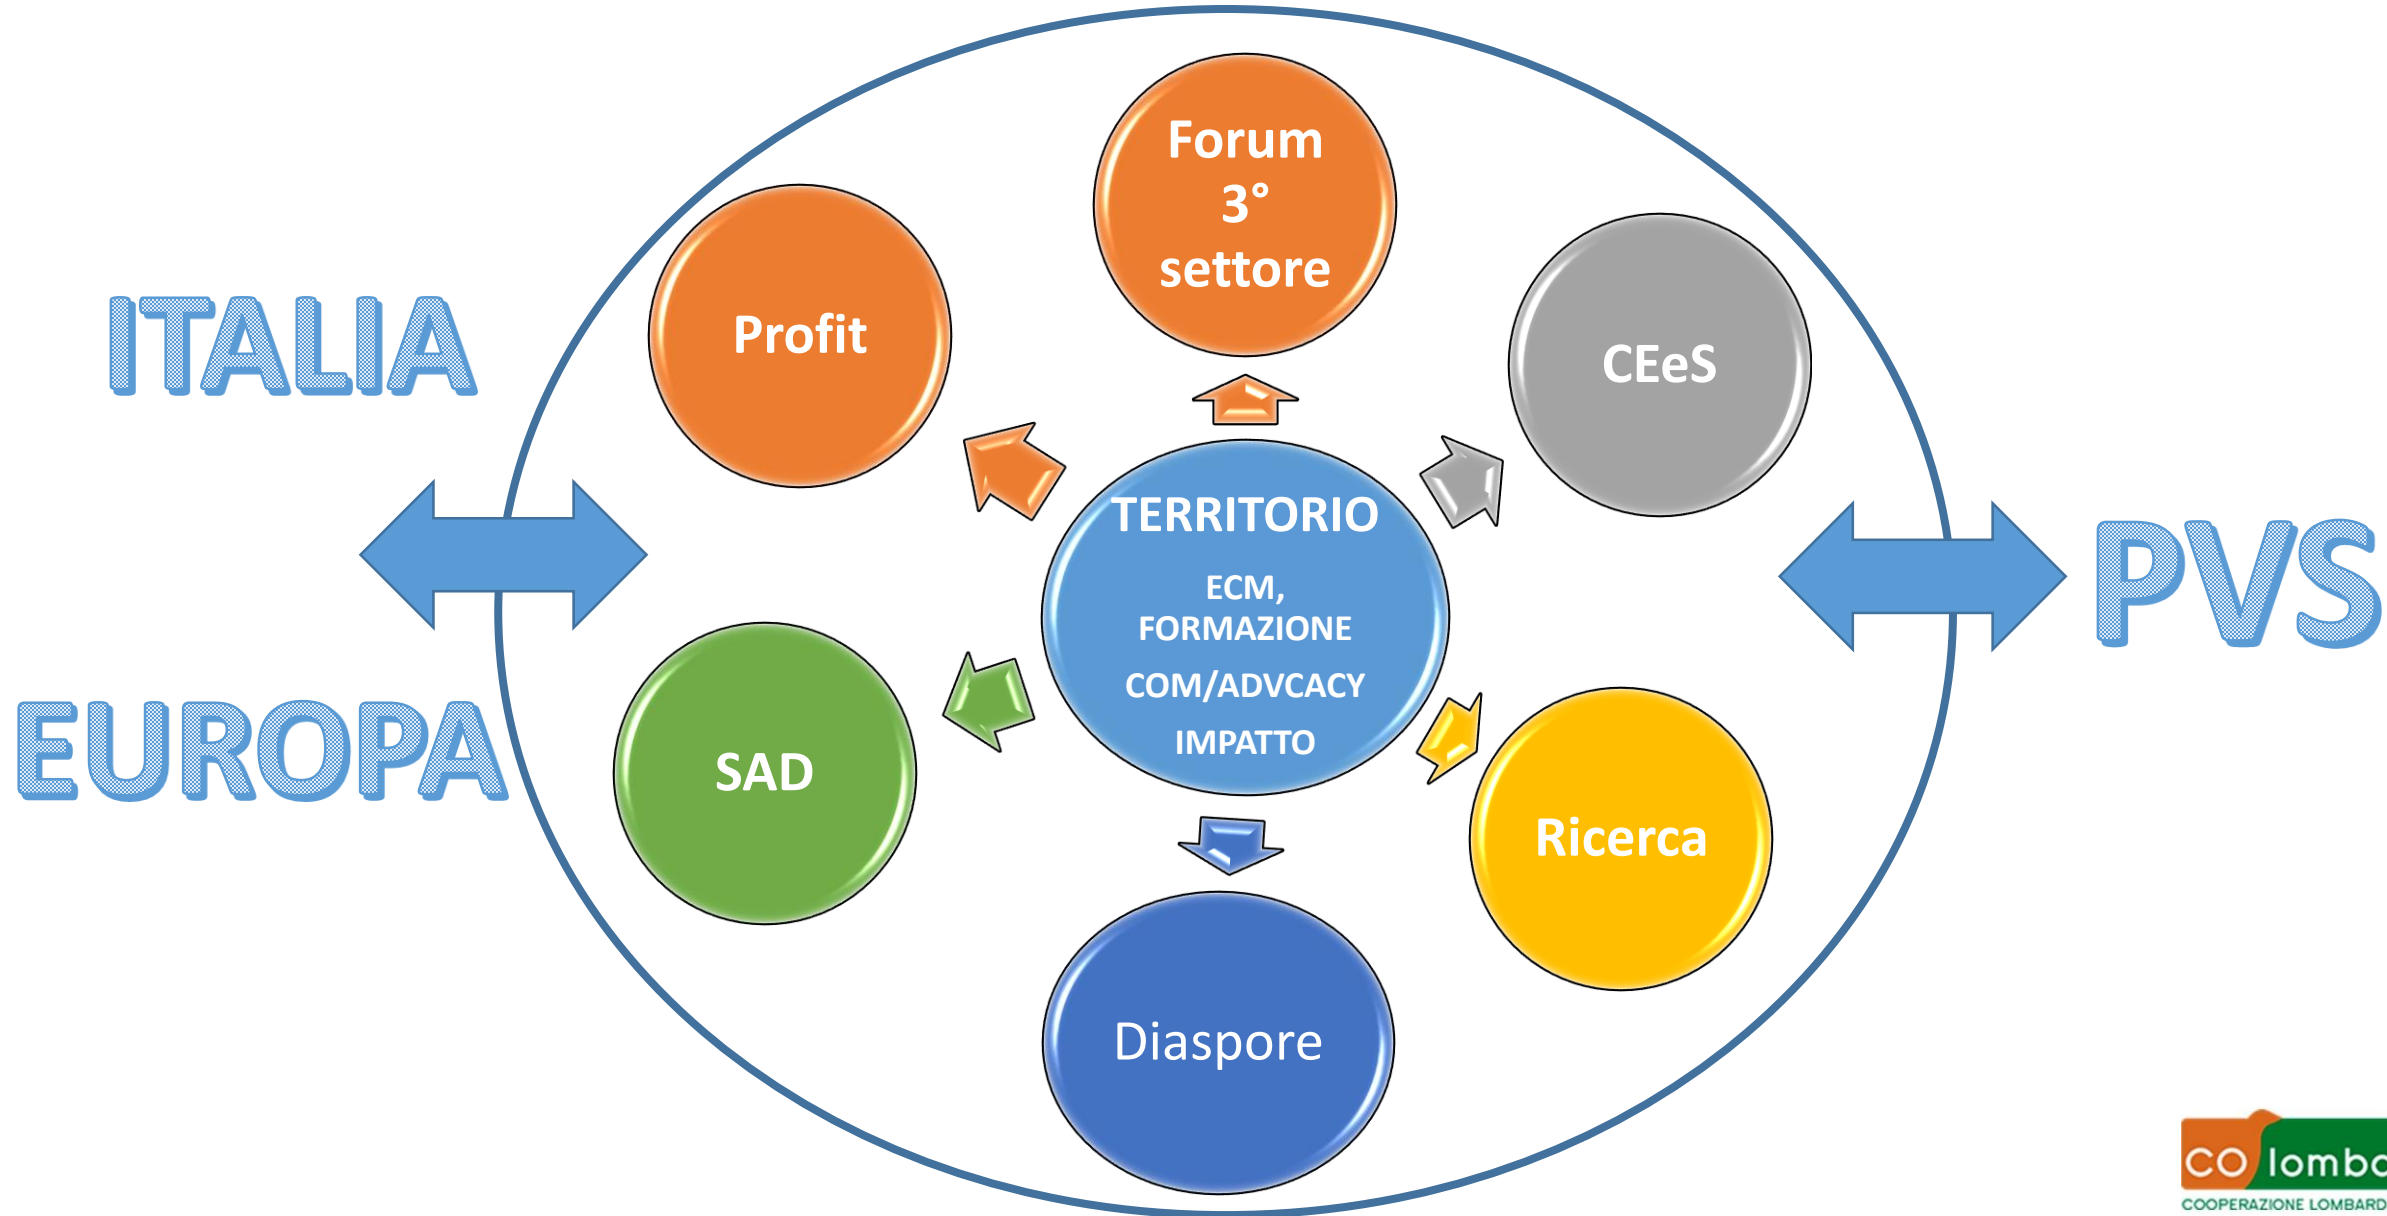 Forum
3°
settore
Profit
CEeS
ITALIA
TERRITORIO
ECM,
FORMAZIONE
COM/ADVCACY
IMPATTO
PVS
EUROPA
SAD
Ricerca
Diaspore
CO lomba
COOPERAZIONE LOMBARD